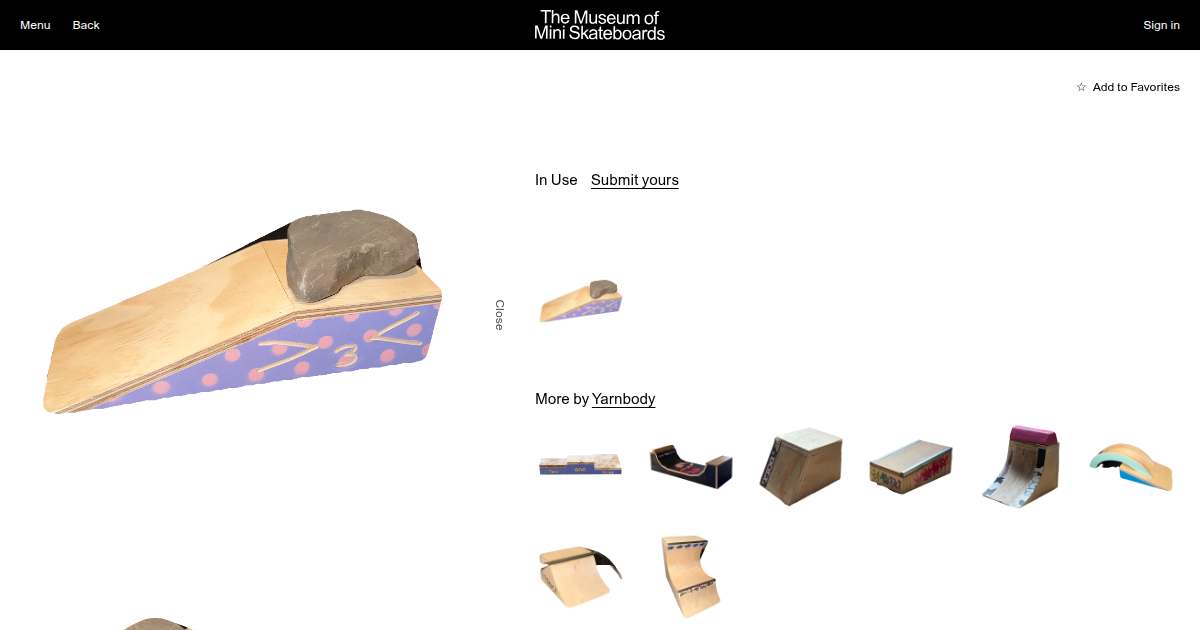 Menu
Back
The Museum of
Mini Skateboards
Sign in
☆ Add to Favorites
In Use
Submit yours
Close
More by Yarnbody